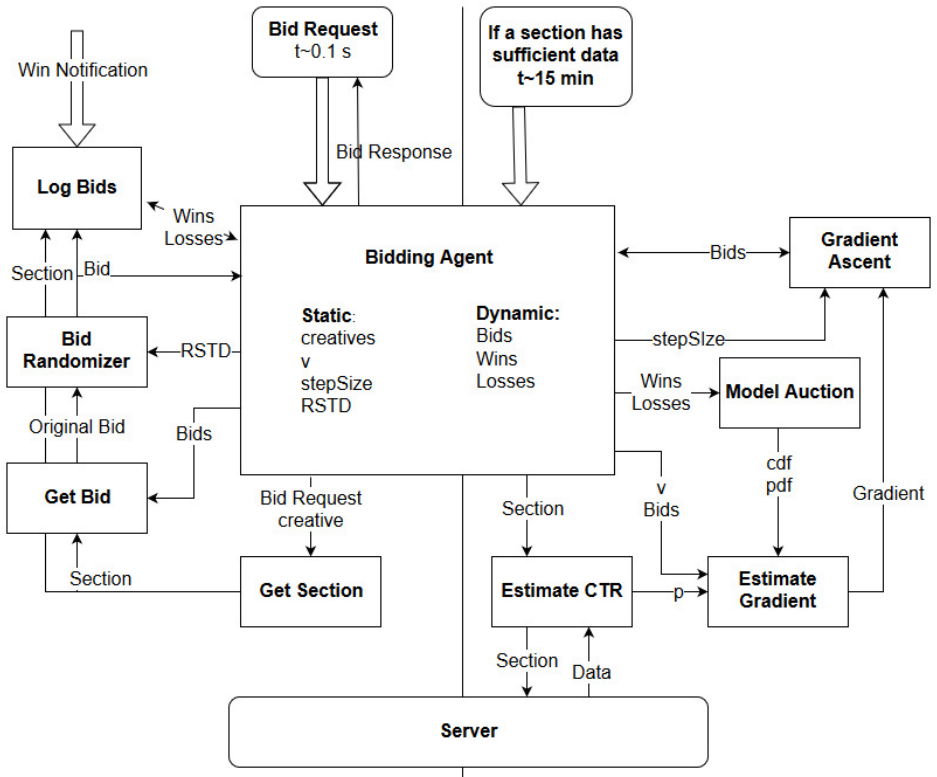 Bid Request
t~0.1 s
If a section has
sufficient data
t~15 min
Win Notification
Bid Response
Log Bids
Wins
Losses
Section
Bid
Bidding Agent
Static:
creatives
v
stepSize
RSTD
Dynamic:
Bids
Wins
Losses
Bids
Gradient
Ascent
stepSIze
Bid
Randomizer
RSTD
Wins
Losses
Model Auction
Original Bid
Bids
cdf
pdf
Gradient
Get Bid
Bid Request
creative
Section
v
Bids
Section
Get Section
Estimate CTR
p
Estimate
Gradient
Section
Data
Server